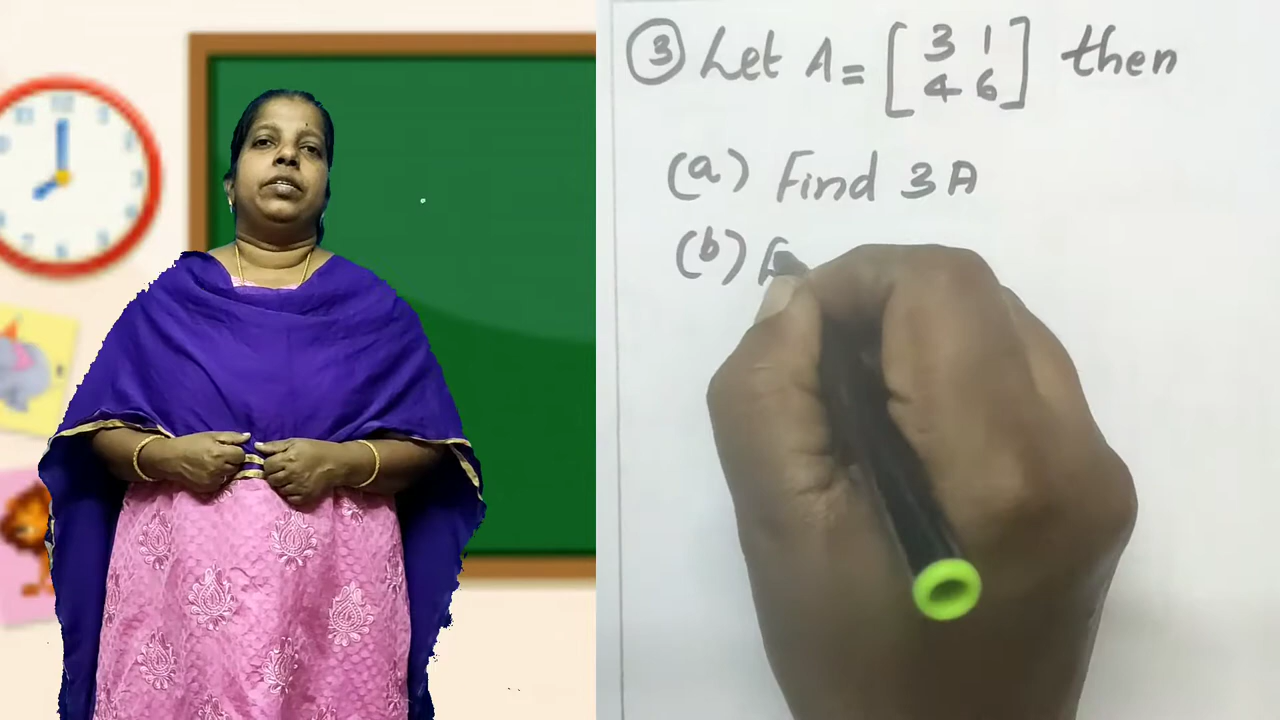 ③ Let A = [ 3 1
4 6 ] then
(a) Find 3A
(b)